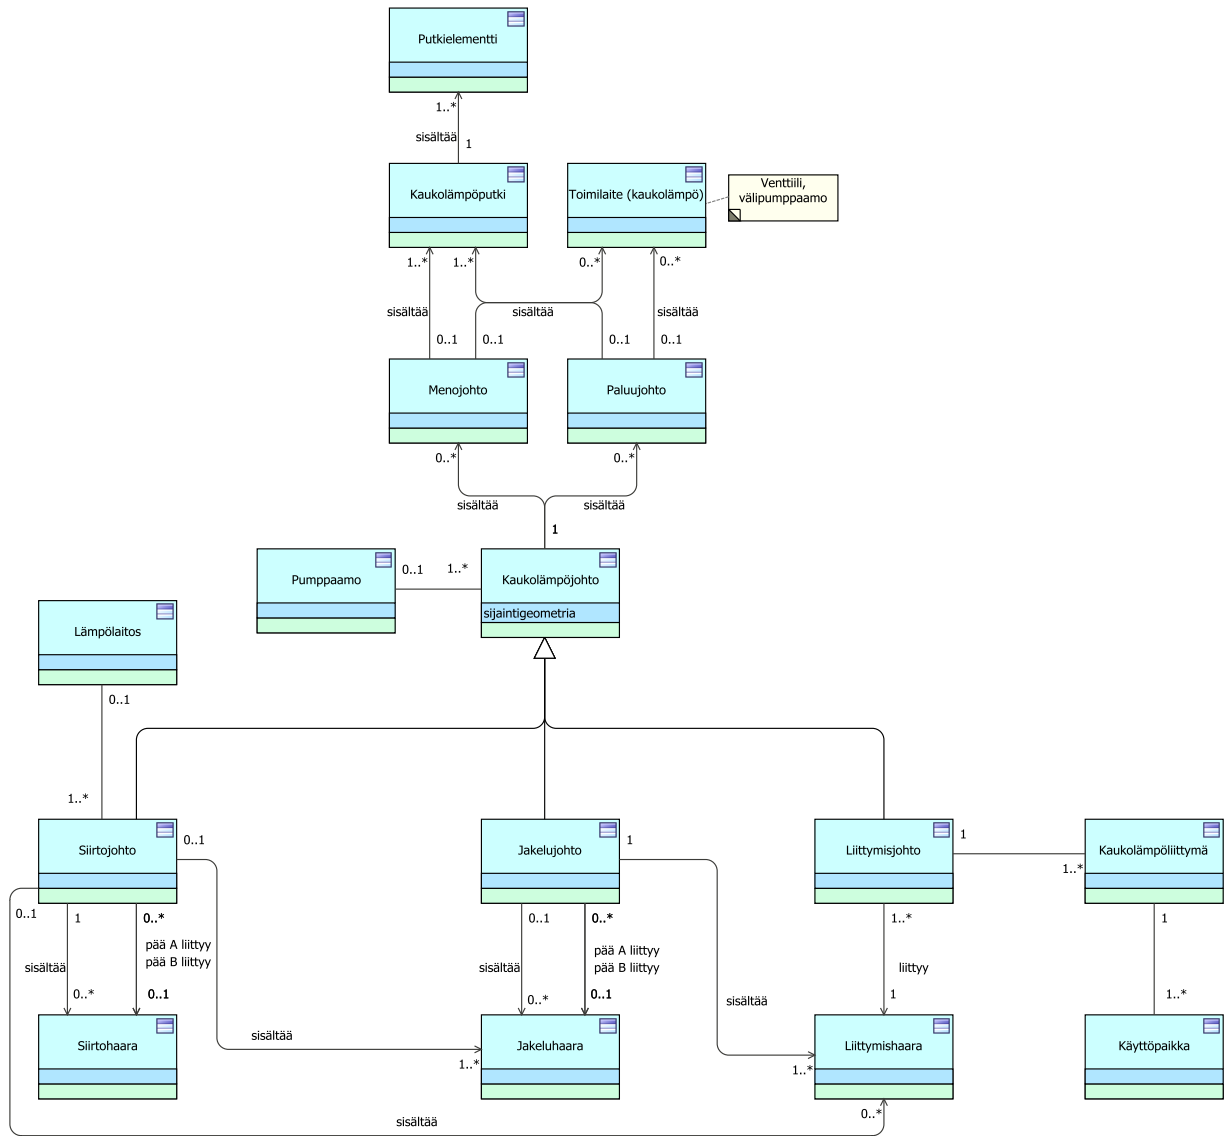 Putkielementti
1..*
sisältää
1
Kaukolämpöputki
Toimilaite (kaukolämpö)
Venttiili,
välipumppaamo
1..*
1..*
0..*
0..*
sisältää
sisältää
sisältää
0..1
0..1
0..1
0..1
Menojohto
Paluujohto
0..*
0..*
sisältää
sisältää
1
Pumppaamo
0..1
1..*
Kaukolämpöjohto
sijaintigeometria
Lämpölaitos
0..1
1..*
Siirtojohto
0..1
Jakelujohto
1
Liittymisjohto
1
1..*
Kaukolämpöliittymä
0..1
1
0..*
0..1
0..*
1..*
1
pää A liittyy
pää B liittyy
pää A liittyy
pää B liittyy
sisältää
sisältää
liittyy
0..*
0..1
0..*
0..1
sisältää
1
1..*
Siirtohaara
sisältää
1..*
Jakeluhaara
1..*
Liittymishaara
Käyttöpaikka
0..*
sisältää